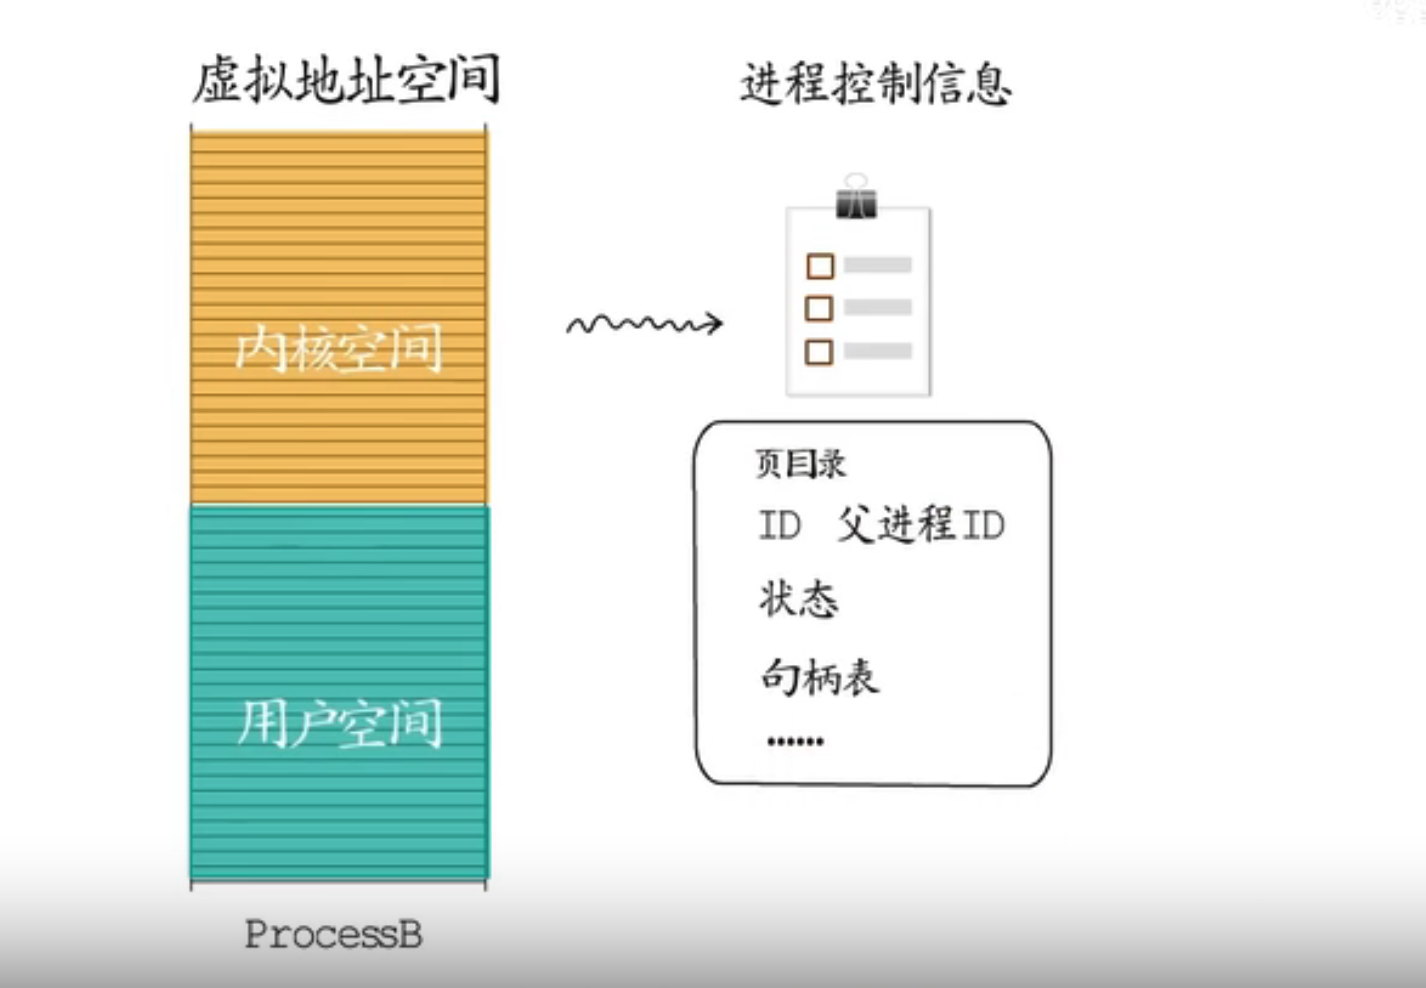 虚拟地址空间
进程控制信息
内核空间
用户空间
页目录
ID 父进程ID
状态
句柄表
......
ProcessB